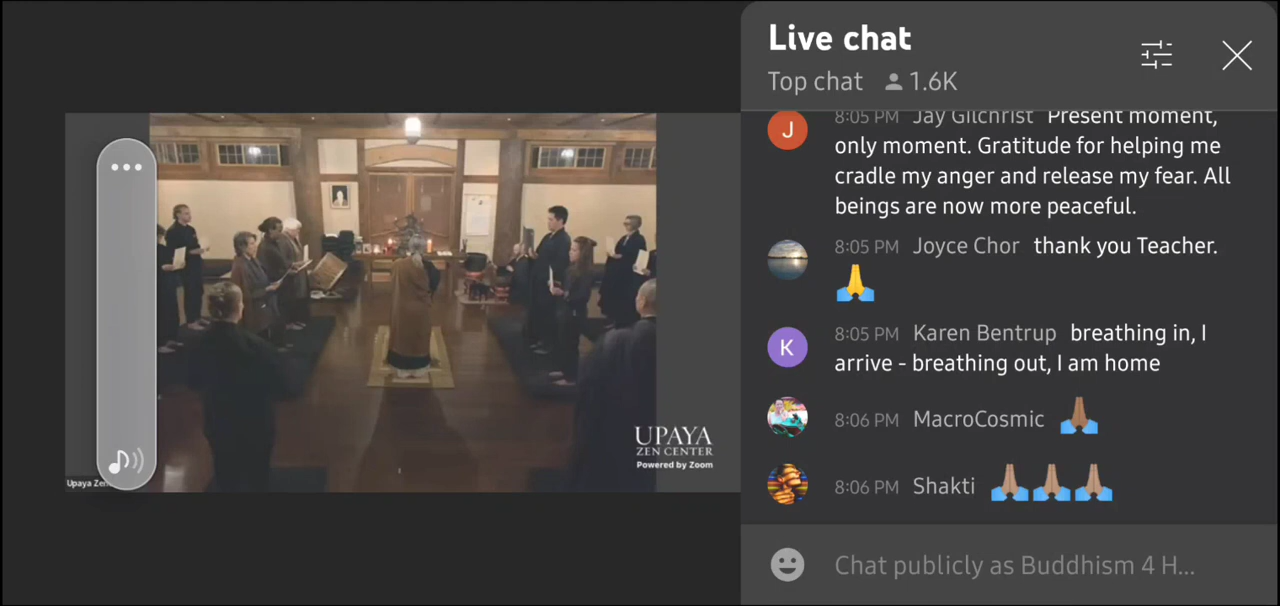 Live chat
Top chat 1.6K
8:05 PM Jay Gilchrist Present moment,
only moment. Gratitude for helping me
cradle my anger and release my fear. All
beings are now more peaceful.
8:05 PM Joyce Chor thank you Teacher.
🙏
K
8:05 PM Karen Bentrup breathing in, I
arrive - breathing out, I am home
8:06 PM MacroCosmic 🙏🏽
8:06 PM Shakti 🙏🏽🙏🏽🙏🏽
Chat publicly as Buddhism 4 H...
J
UPAYA
ZEN CENTER
Powered by Zoom
Upaya Zen